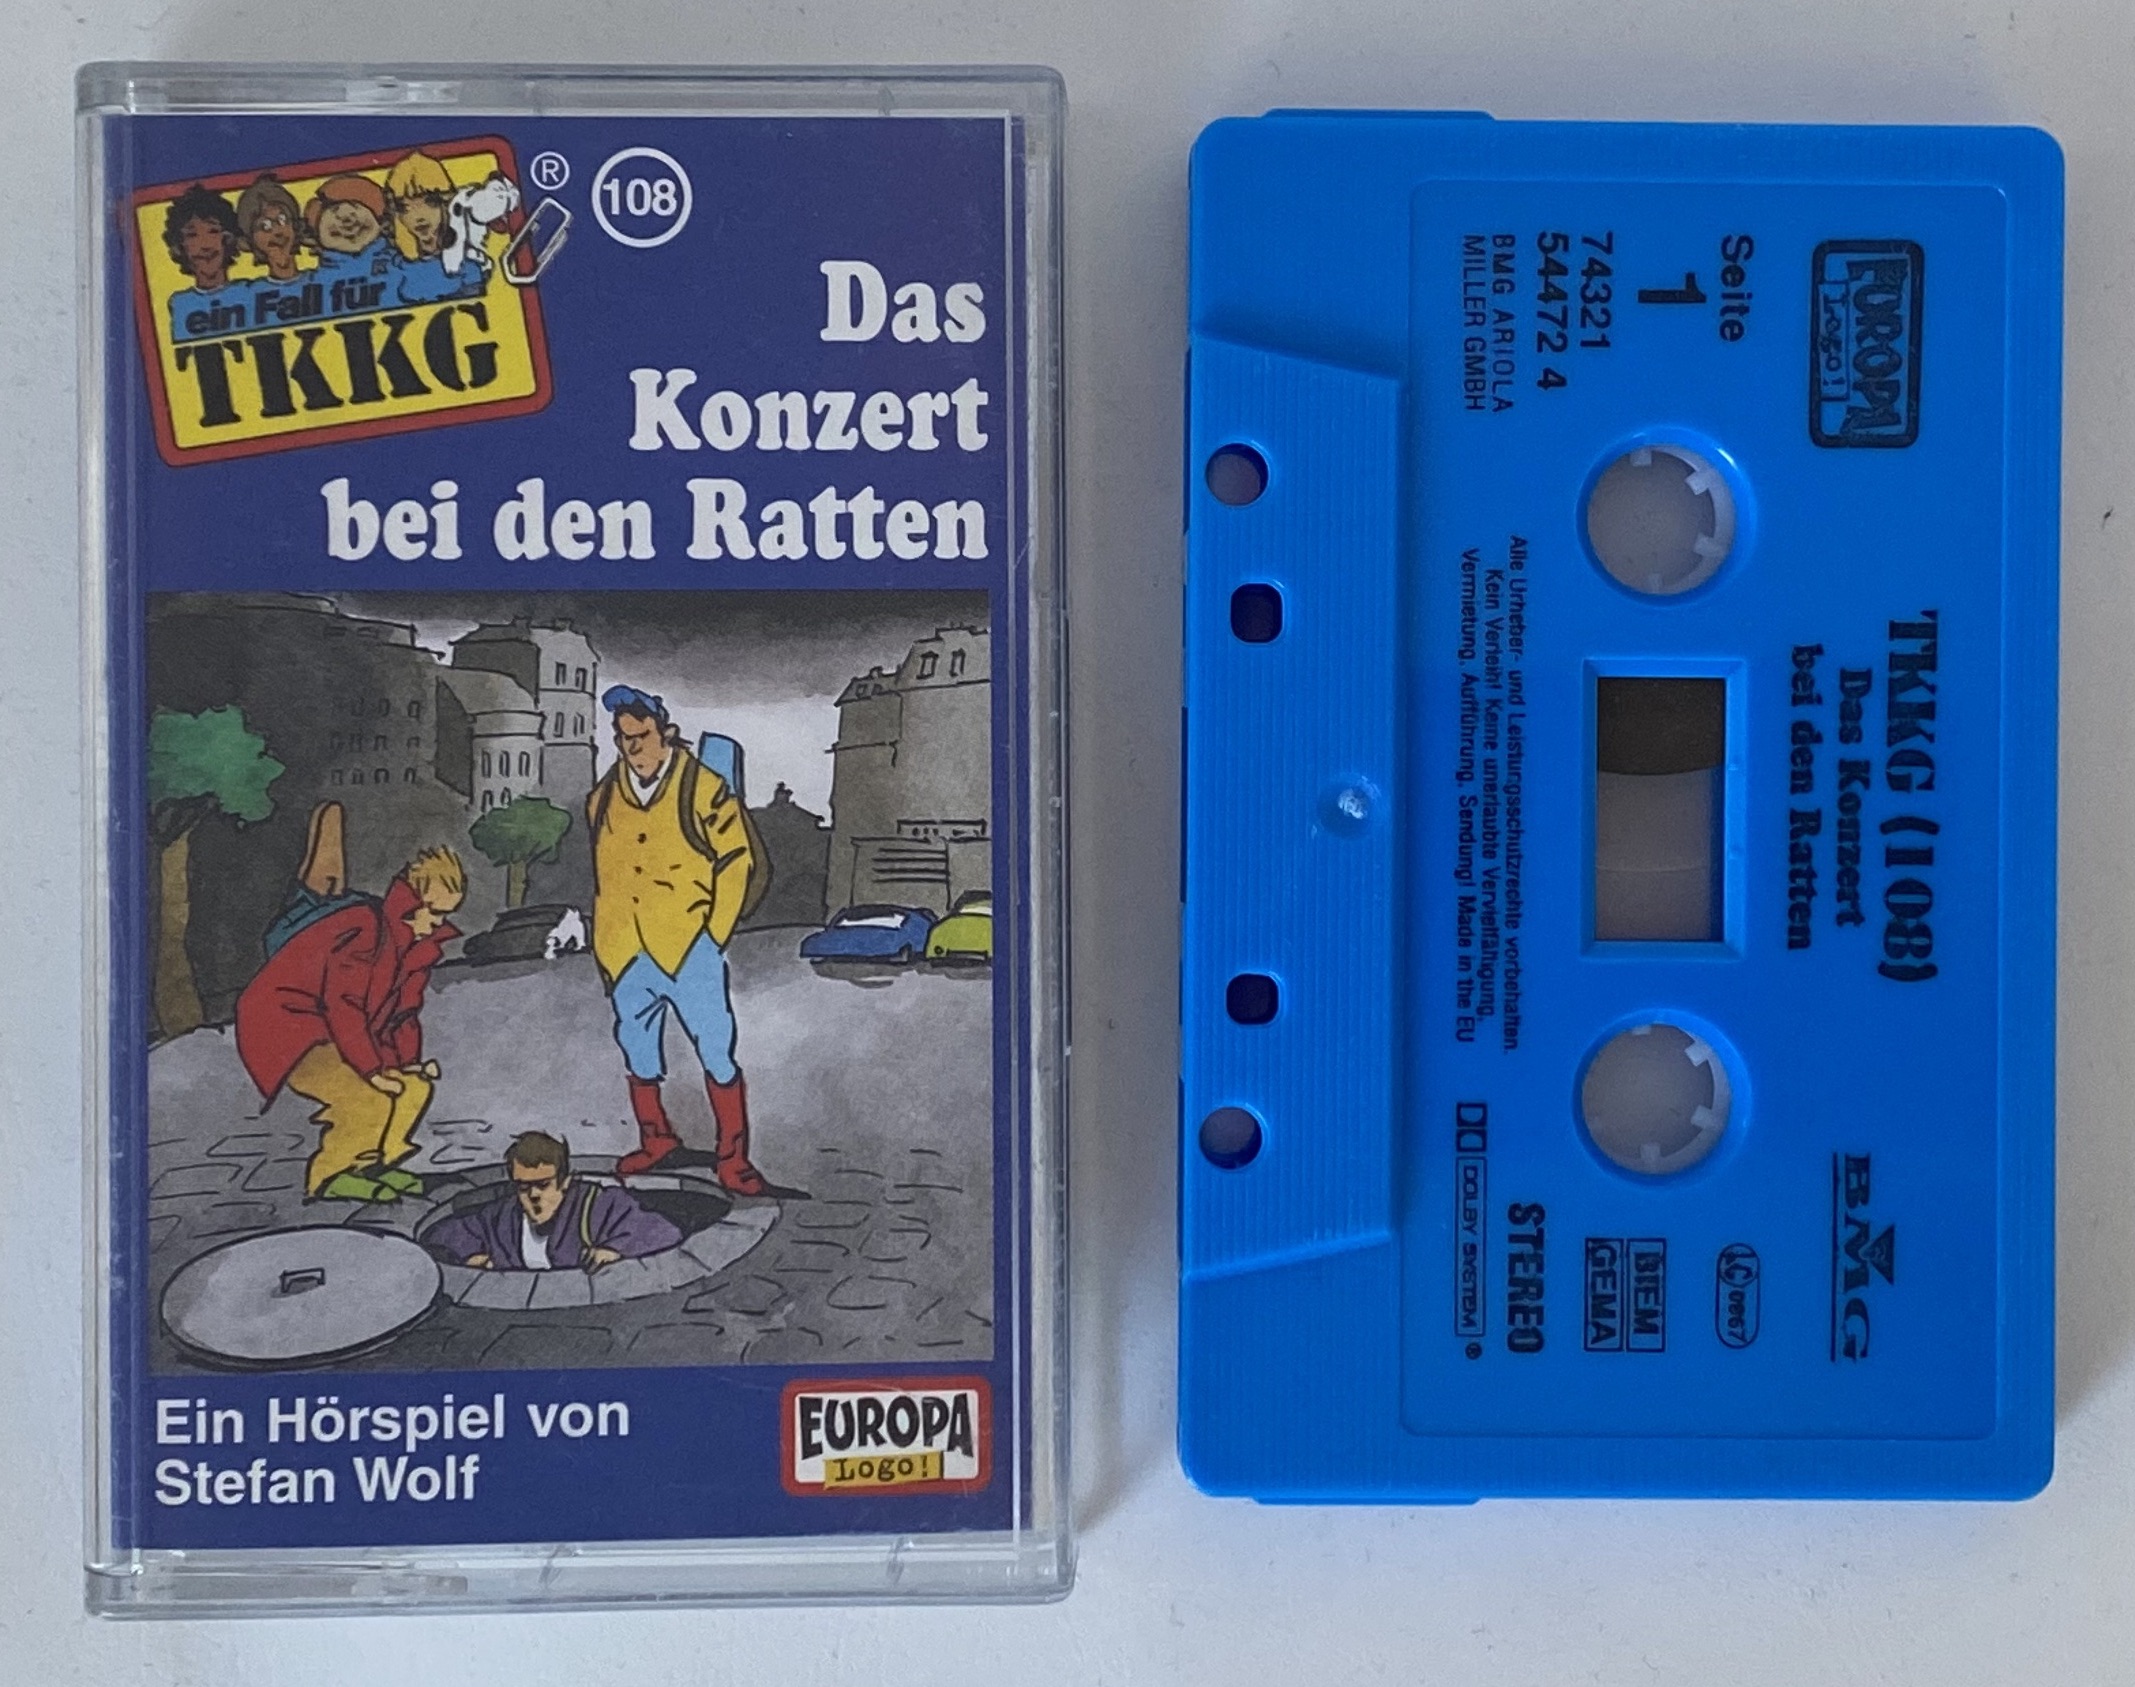 ein Fall für
TKKG
®
108
Das
Konzert
bei den Ratten
Ein Hörspiel von
Stefan Wolf
EUROPA
Logo!
EUROPA
Logo!
TKKG (108)
Das Konzert
bei den Ratten
BMG
Seite
1
74321
54472 4
BMG ARIOLA
MILLER GMBH
LC 0967
BIEM
GEMA
STEREO
Alle Urheber- und Leistungsschutzrechte vorbehalten.
Kein Verleih! Keine unerlaubte Vervielfältigung,
Vermietung, Aufführung, Sendung! Made in the EU
DOLBY SYSTEM ®